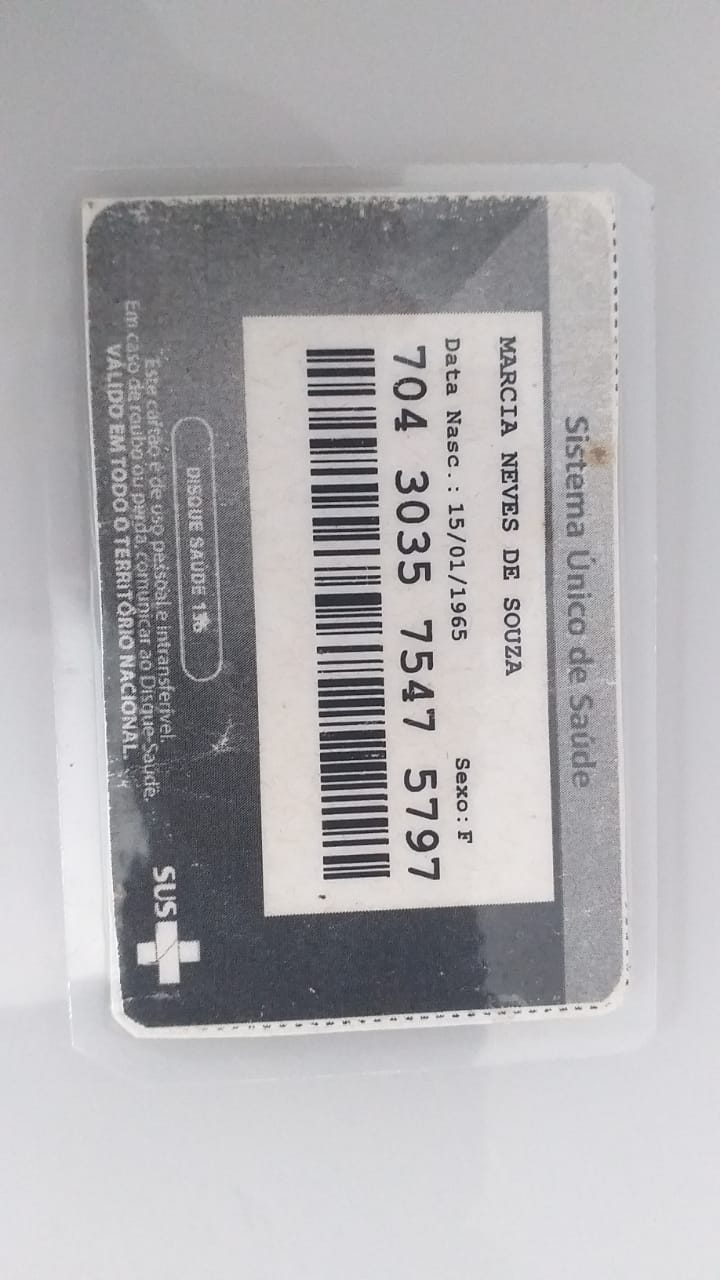 Sistema Único de Saúde
MARCIA NEVES DE SOUZA
Data Nasc.: 15/01/1965 Sexo: F
704 3035 7547 5797
DISQUE SAÚDE 136
Este cartão é de uso pessoal e intransferível.
Em caso de roubo ou perda, comunicar ao Disque-Saúde.
VÁLIDO EM TODO O TERRITÓRIO NACIONAL.
SUS